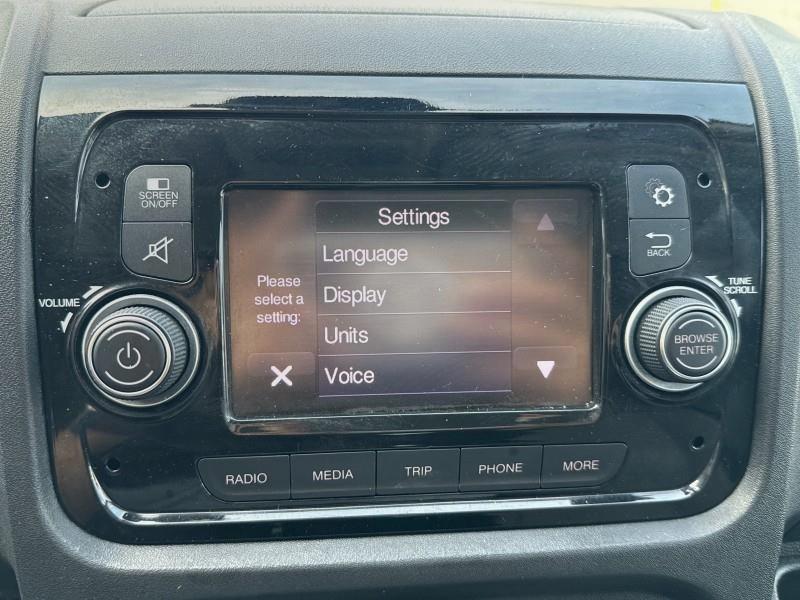 SCREEN
ON/OFF
VOLUME
Settings
Language
Display
Units
Voice
Please
select a
setting:
BACK
TUNE
SCROLL
BROWSE
ENTER
RADIO
MEDIA
TRIP
PHONE
MORE